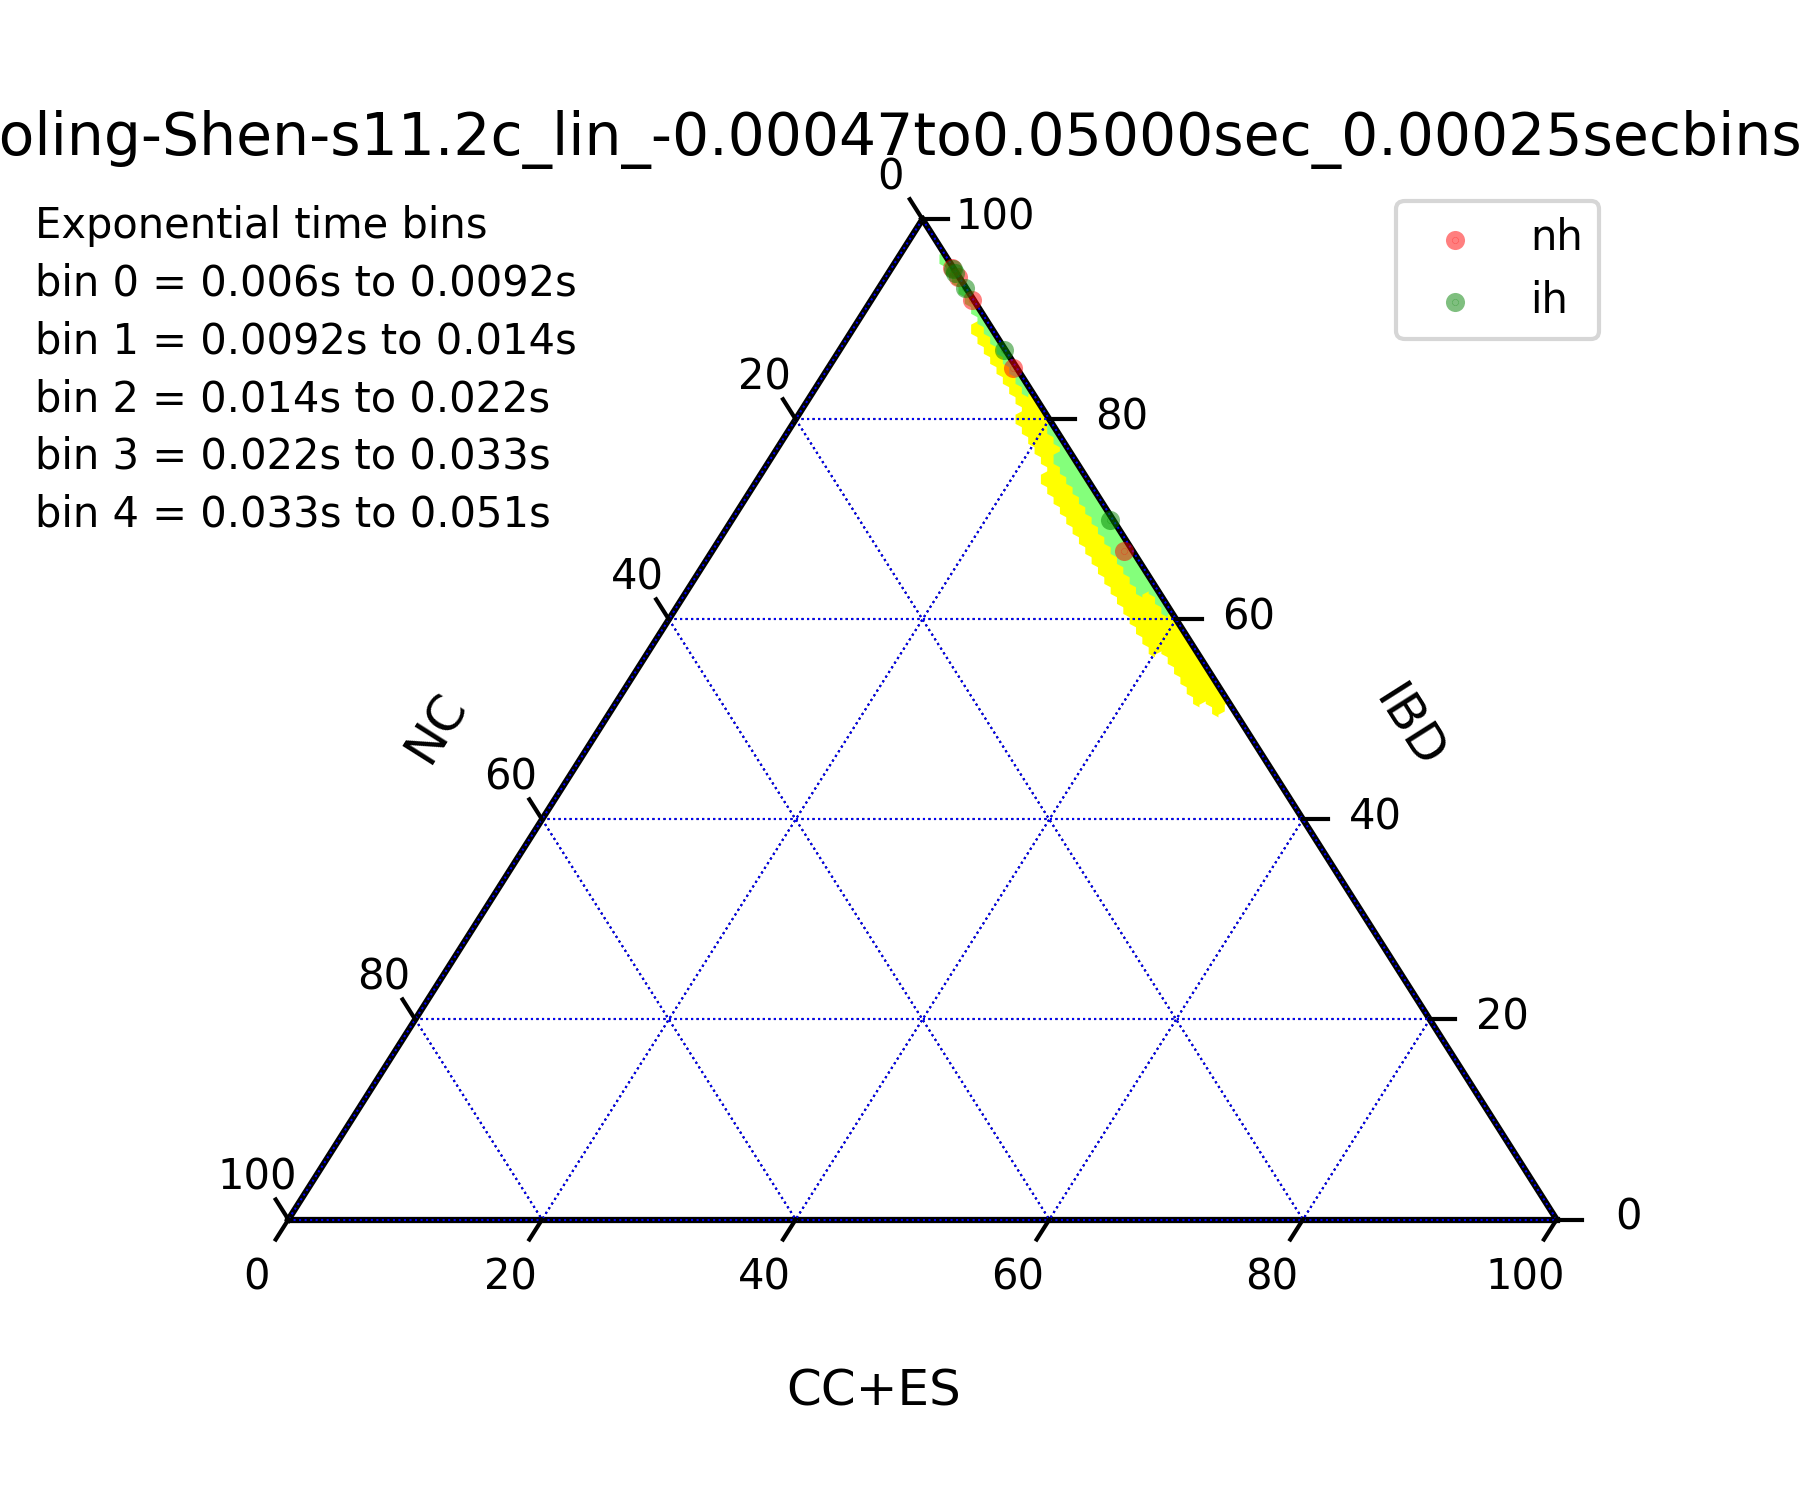 oling-Shen-s11.2c_lin_-0.00047to0.05000sec_0.00025secbins
0
100
Exponential time bins
bin 0 = 0.006s to 0.0092s
bin 1 = 0.0092s to 0.014s
bin 2 = 0.014s to 0.022s
bin 3 = 0.022s to 0.033s
bin 4 = 0.033s to 0.051s
nh
ih
20
80
40
60
NC
IBD
60
40
80
20
100
0
0
20
40
60
80
100
CC+ES